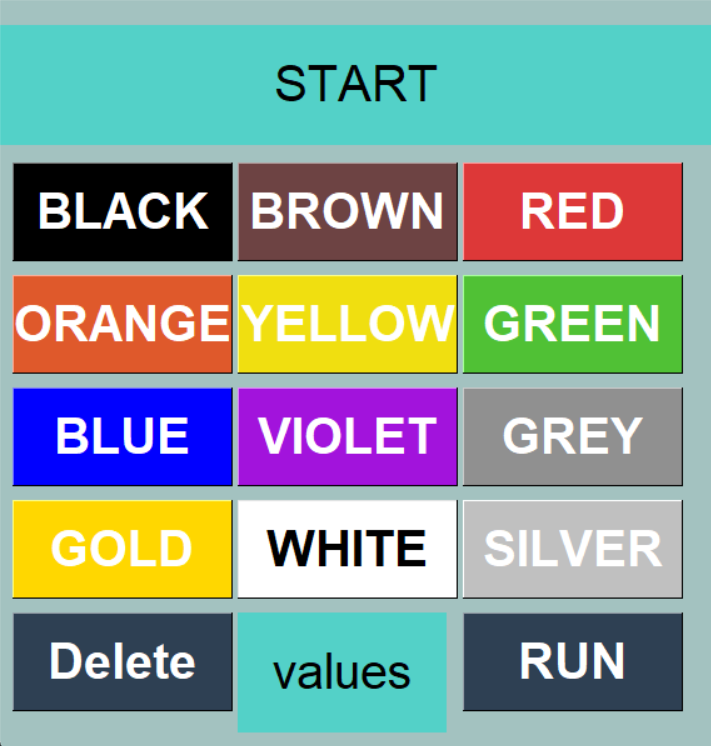 START
BLACK BROWN RED
ORANGE YELLOW GREEN
BLUE VIOLET GREY
GOLD WHITE SILVER
Delete values RUN